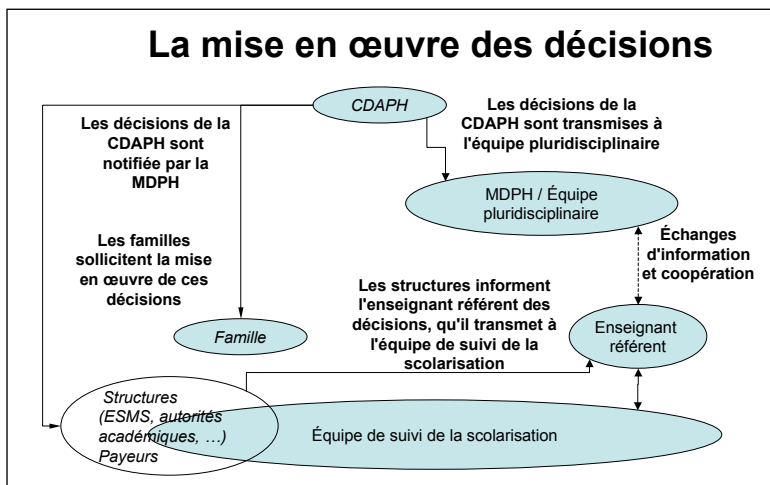 La mise en œuvre des décisions
CDAPH
Les décisions de la
CDAPH sont transmises à
l'équipe pluridisciplinaire
Les décisions de la
CDAPH sont
notifiée par la
MDPH
MDPH / Équipe
pluridisciplinaire
Échanges
d'information
et coopération
Les familles
sollicitent la mise
en œuvre de ces
décisions
Les structures informent
l'enseignant référent des
décisions, qu'il transmet à
l'équipe de suivi de la
scolarisation
Famille
Enseignant
référent
Structures
(ESMS, autorités
académiques, …)
Payeurs
Équipe de suivi de la scolarisation